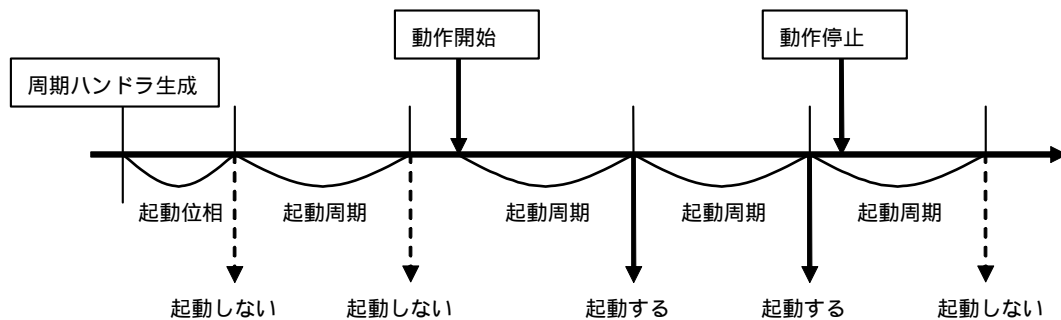 動作開始
動作停止
周期ハンドラ生成
起動位相
起動周期
起動周期
起動周期
起動周期
起動しない
起動しない
起動する
起動する
起動しない